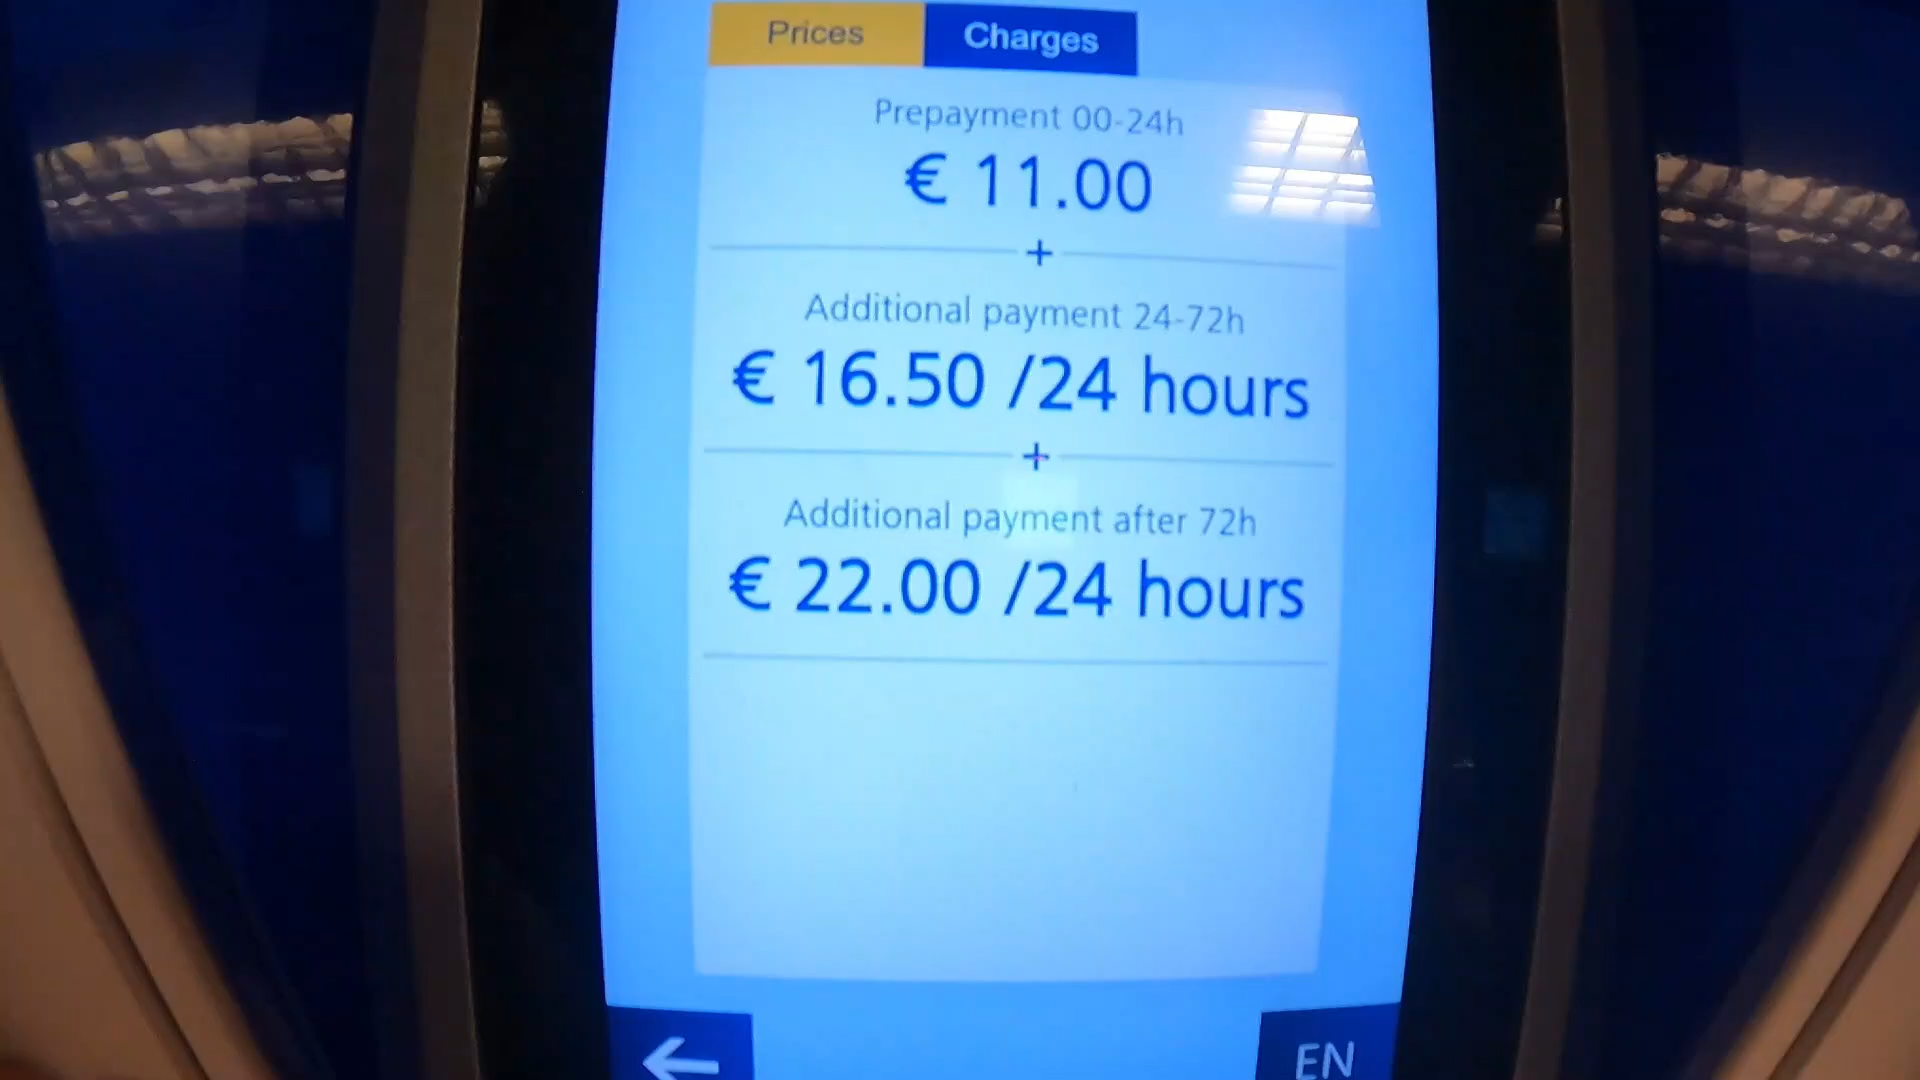 Prices Charges
Prepayment 00-24h
€ 11.00
+
Additional payment 24-72h
€ 16.50 /24 hours
+
Additional payment after 72h
€ 22.00 /24 hours
← EN